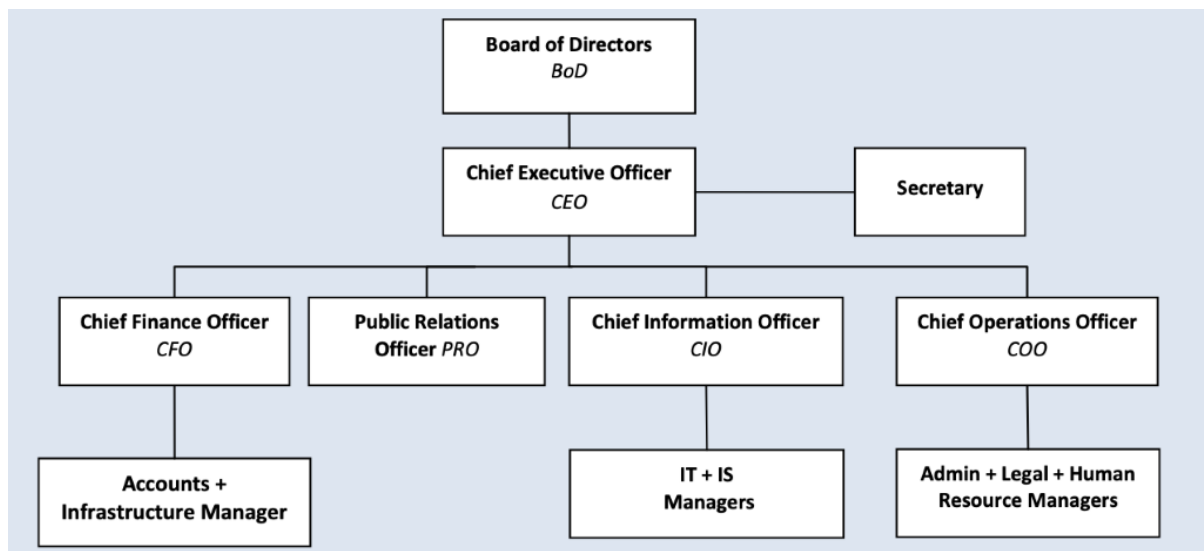 Board of Directors
BoD
Chief Executive Officer
CEO
Secretary
Chief Finance Officer
CFO
Public Relations
Officer PRO
Chief Information Officer
CIO
Chief Operations Officer
COO
Accounts +
Infrastructure Manager
IT + IS
Managers
Admin + Legal + Human
Resource Managers